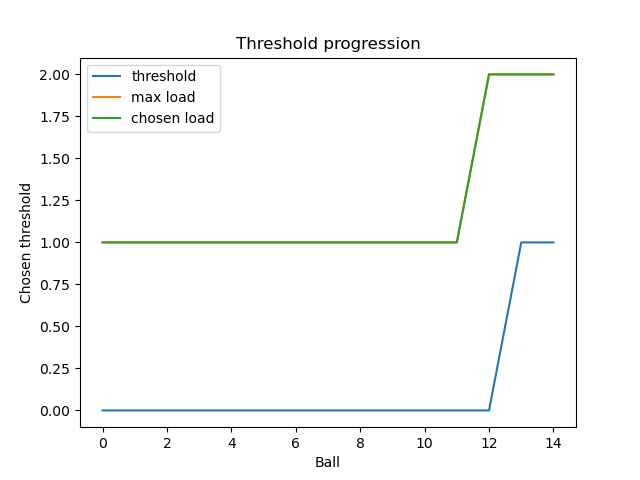 Threshold progression
threshold
max load
chosen load
Chosen threshold
2.00
1.75
1.50
1.25
1.00
0.75
0.50
0.25
0.00
0 2 4 6 8 10 12 14
Ball